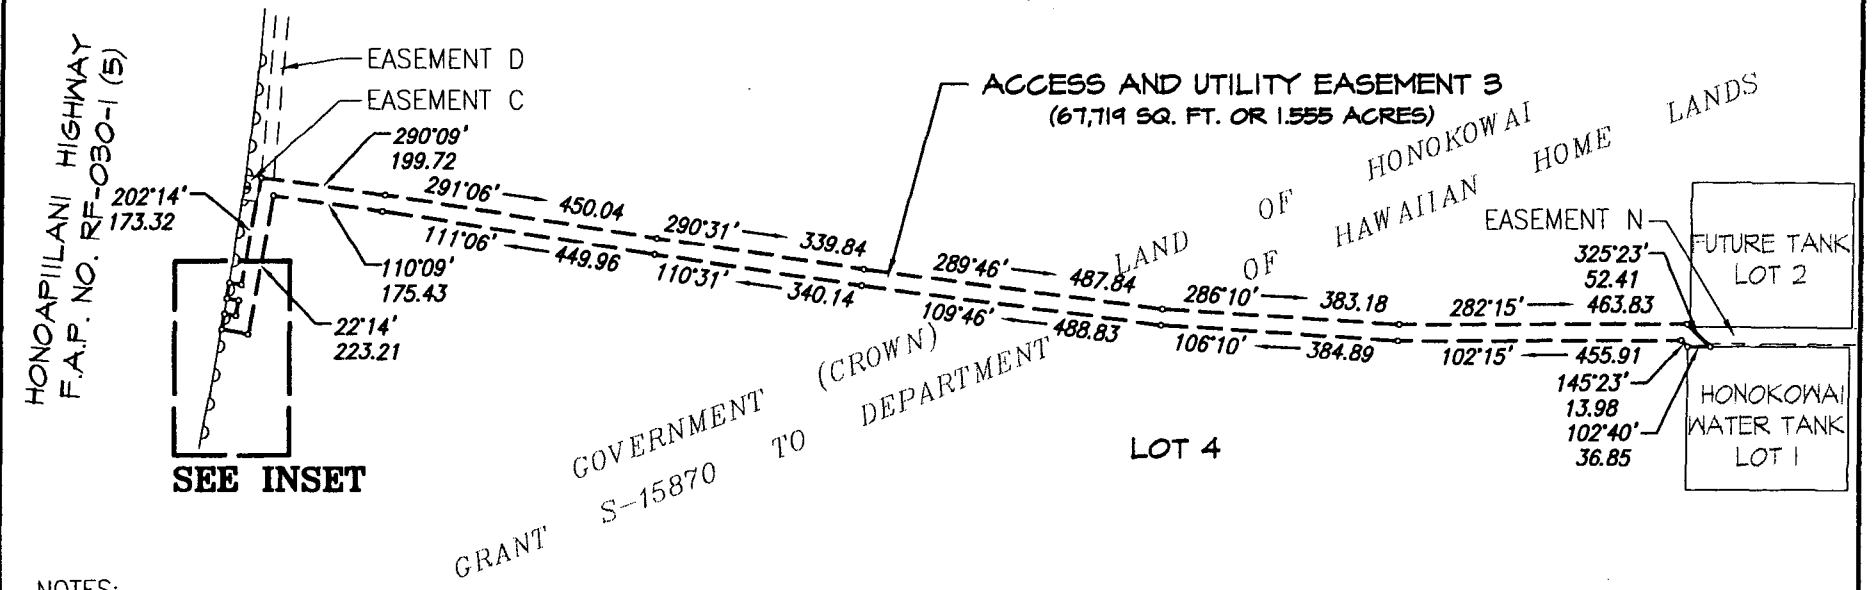 HONOAPIILANI HIGHWAY
F.A.P. NO. RF-030-1 (5)
EASEMENT D
EASEMENT C
ACCESS AND UTILITY EASEMENT 3
(67,719 SQ. FT. OR 1.555 ACRES)
290°09'
199.72
202°14'
173.32
291°06' 450.04
290°31' 339.84
289°46' 487.84
286°10' 383.18
282°15' 463.83
111°06' 449.96
110°31' 340.14
109°46' 488.83
106°10' 384.89
102°15' 455.91
110°09'
175.43
22°14'
223.21
EASEMENT N
325°23'
52.41
145°23'
13.98
102°40'
36.85
FUTURE TANK
LOT 2
HONOKOWAI
WATER TANK
LOT 1
GOVERNMENT (CROWN) LAND OF HONOKOWAI
GRANT S-15870 TO DEPARTMENT OF HAWAIIAN HOME LANDS
LOT 4
SEE INSET
NOTES: